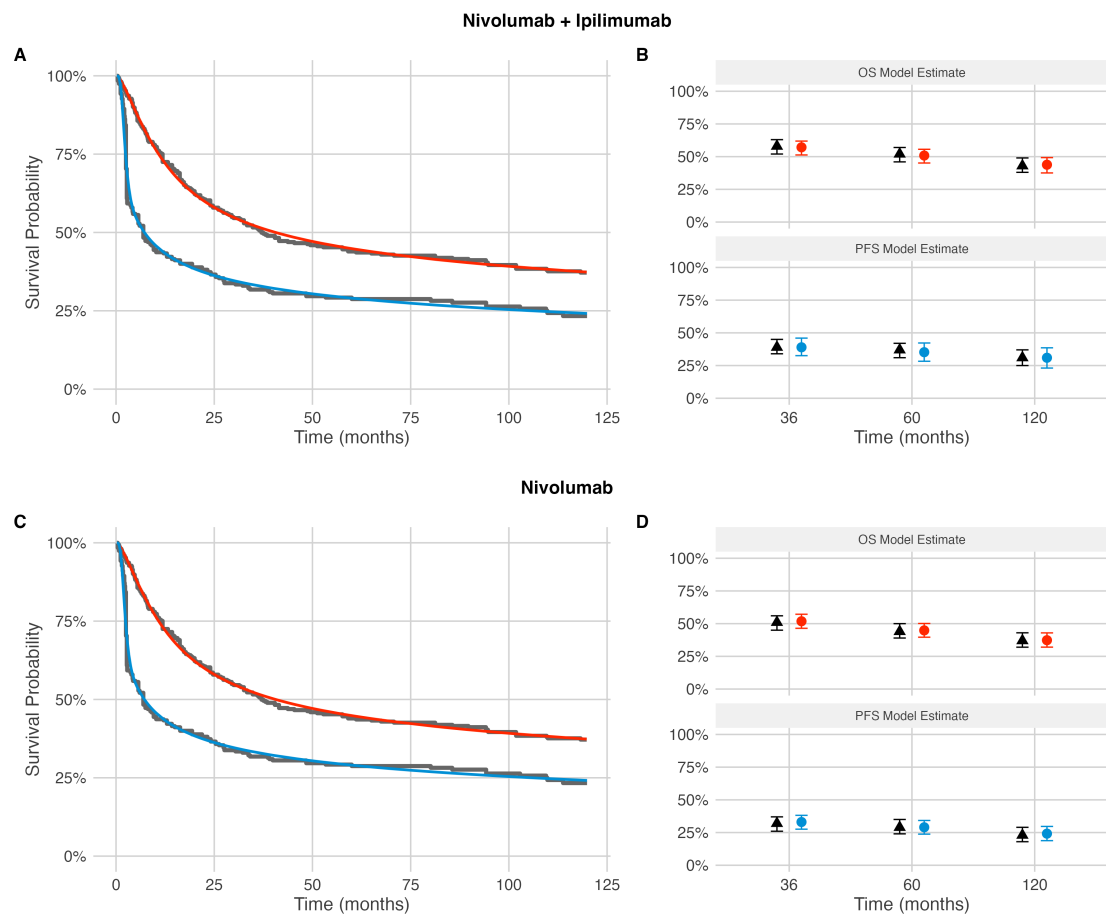 Nivolumab + Ipilimumab
A
B
100%
75%
50%
25%
0%
Survival Probability
0 25 50 75 100 125
Time (months)
OS Model Estimate
100%
75%
50%
25%
0%
PFS Model Estimate
100%
75%
50%
25%
0%
36 60 120
Time (months)
Nivolumab
C
D
100%
75%
50%
25%
0%
Survival Probability
0 25 50 75 100 125
Time (months)
OS Model Estimate
100%
75%
50%
25%
0%
PFS Model Estimate
100%
75%
50%
25%
0%
36 60 120
Time (months)